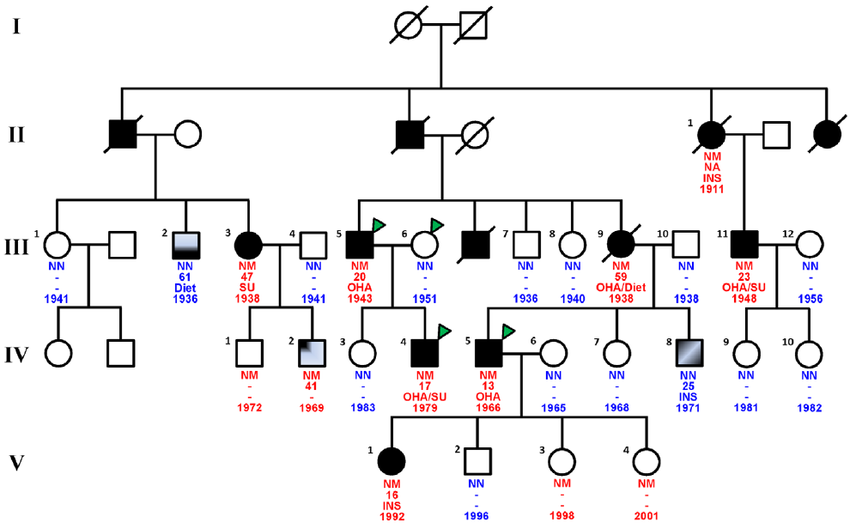 I
II
1
NM
NA
INS
1911
III
1
2
3
4
5
6
7
8
9
10
11
12
NN NN NM NN NM NN NN NN NM NN NM NN
- 61 47 - 20 - - - 59 - 23 -
- Diet SU - OHA - - - OHA/Diet - OHA/SU -
1941 1936 1938 1941 1943 1951 1936 1940 1938 1938 1948 1956
IV
1
2
3
4
5
6
7
8
9
10
NM NM NN NM NM NN NN NN NN NN
- 41 - 17 13 - - 25 - -
- - - OHA/SU OHA - - INS - -
1972 1969 1983 1979 1966 1965 1968 1971 1981 1982
V
1
2
3
4
NM NN NM NM
16 - - -
INS - - -
1992 1996 1998 2001